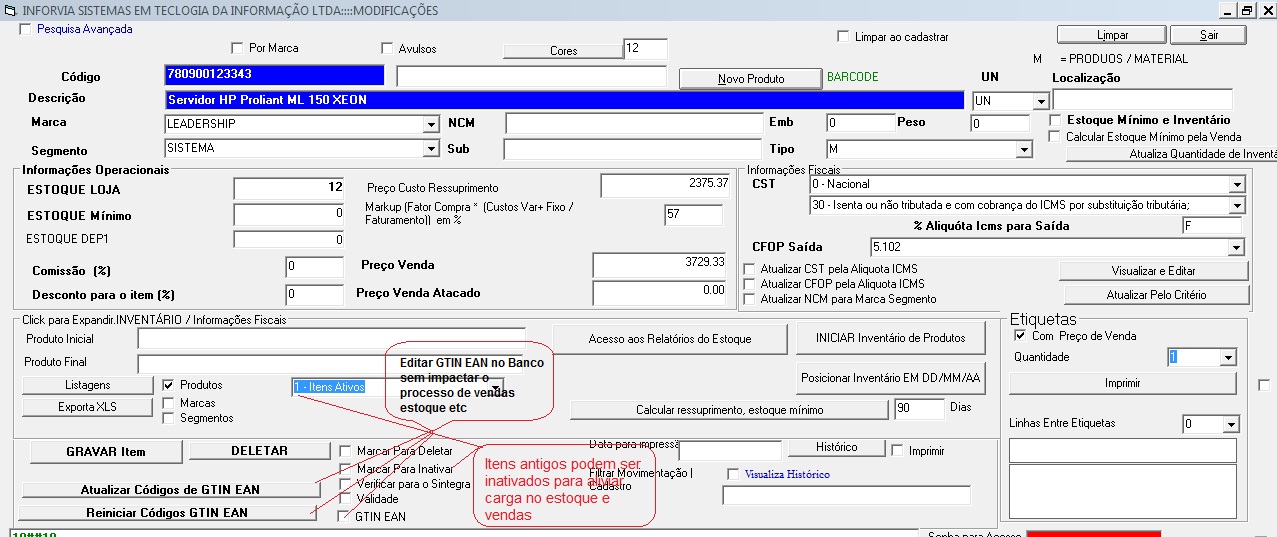 INFORVIA SISTEMAS EM TECLOGIA DA INFORMAÇÃO LTDA::::MODIFICAÇÕES
Pesquisa Avançada
Por Marca Avulsos Cores 12 Limpar ao cadastrar Limpar Sair
M = PRODUOS / MATERIAL
Código 780900123343 Novo Produto BARCODE UN Localização
Descrição Servidor HP Proliant ML 150 XEON UN
Marca LEADERSHIP NCM Emb 0 Peso 0 Estoque Mínimo e Inventário
Calcular Estoque Mínimo pela Venda
Segmento SISTEMA Sub Tipo M Atualiza Quantidade de Inventá
Informações Operacionais
ESTOQUE LOJA 12 Preço Custo Ressuprimento 2375.37
ESTOQUE Mínimo 0 Markup (Fator Compra * (Custos Var+ Fixo /
Faturamento)) em % 57
ESTOQUE DEP1 0
Comissão (%) 0 Preço Venda 3729.33
Desconto para o item (%) 0 Preço Venda Atacado 0.00
Informações Fiscais
CST 0 - Nacional
30 - Isenta ou não tributada e com cobrança do ICMS por substituição tributária;
% Aliquóta Icms para Saída F
CFOP Saída 5.102
Atualizar CST pela Aliquota ICMS Visualizar e Editar
Atualizar CFOP pela Aliquota ICMS
Atualizar NCM para Marca Segmento Atualizar Pelo Critério
Click para Expandir.INVENTÁRIO / Informações Fiscais
Produto Inicial
Produto Final
Acesso aos Relatórios do Estoque INICIAR Inventário de Produtos
Posicionar Inventário EM DD/MM/AA
Listagens Produtos 1 - Itens Ativos
Exporta XLS Marcas
Segmentos
Calcular ressuprimento, estoque mínimo 90 Dias
Editar GTIN EAN no Banco
sem impactar o
processo de vendas
estoque etc
Etiquetas
Com Preço de Venda
Quantidade 1
Imprimir
Linhas Entre Etiquetas 0
GRAVAR Item DELETAR Marcar Para Deletar
Marcar Para Inativar
Atualizar Códigos de GTIN EAN Verificar para o Sintegra
Validade
Reiniciar Códigos GTIN EAN GTIN EAN
Data para impressã Histórico Imprimir
Filtrar Movimentação | Visualiza Histórico
Cadastro
Itens antigos podem ser
inativados para aliviar
carga no estoque e
vendas
Senha para Acesso